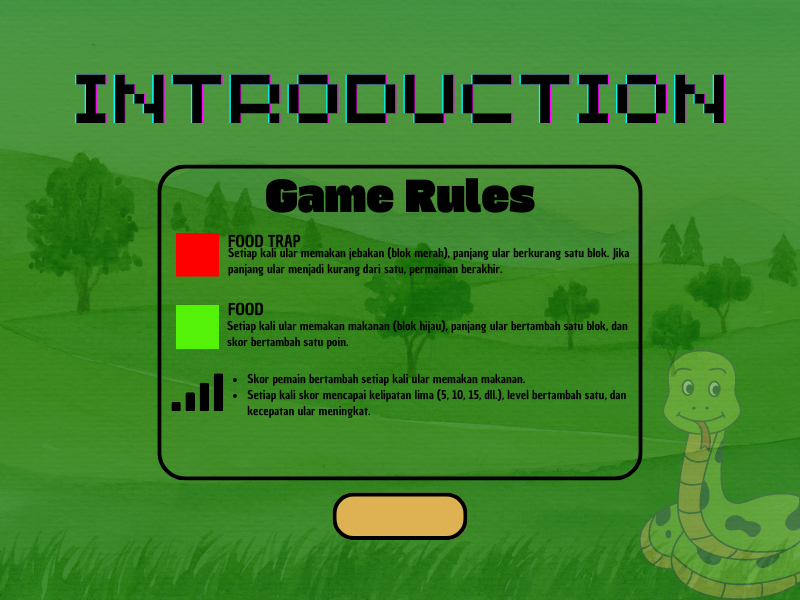 INTRODUCTION
Game Rules
FOOD TRAP
Setiap kali ular memakan jebakan (blok merah), panjang ular berkurang satu blok. Jika
panjang ular menjadi kurang dari satu, permainan berakhir.
FOOD
Setiap kali ular memakan makanan (blok hijau), panjang ular bertambah satu blok, dan
skor bertambah satu poin.
• Skor pemain bertambah setiap kali ular memakan makanan.
• Setiap kali skor mencapai kelipatan lima (5, 10, 15, dll.), level bertambah satu, dan
kecepatan ular meningkat.